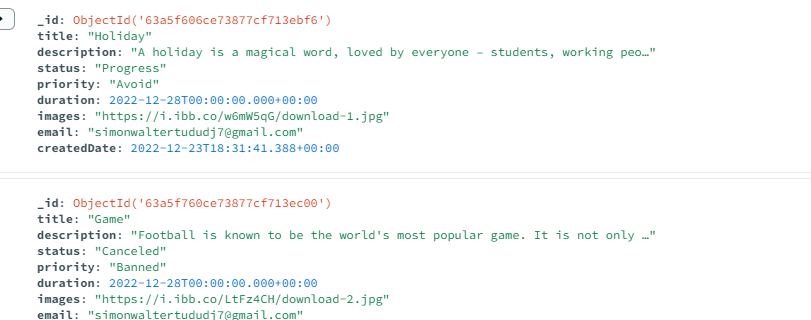 _id: ObjectId('63a5f606ce73877cf713ebf6')
title: "Holiday"
description: "A holiday is a magical word, loved by everyone – students, working peo…"
status: "Progress"
priority: "Avoid"
duration: 2022-12-28T00:00:00.000+00:00
images: "https://i.ibb.co/w6mW5qG/download-1.jpg"
email: "simonwaltertududj7@gmail.com"
createdDate: 2022-12-23T18:31:41.388+00:00
_id: ObjectId('63a5f760ce73877cf713ec00')
title: "Game"
description: "Football is known to be the world's most popular game. It is not only …"
status: "Canceled"
priority: "Banned"
duration: 2022-12-28T00:00:00.000+00:00
images: "https://i.ibb.co/LtFz4CH/download-2.jpg"
email: "simonwaltertududj7@gmail.com"